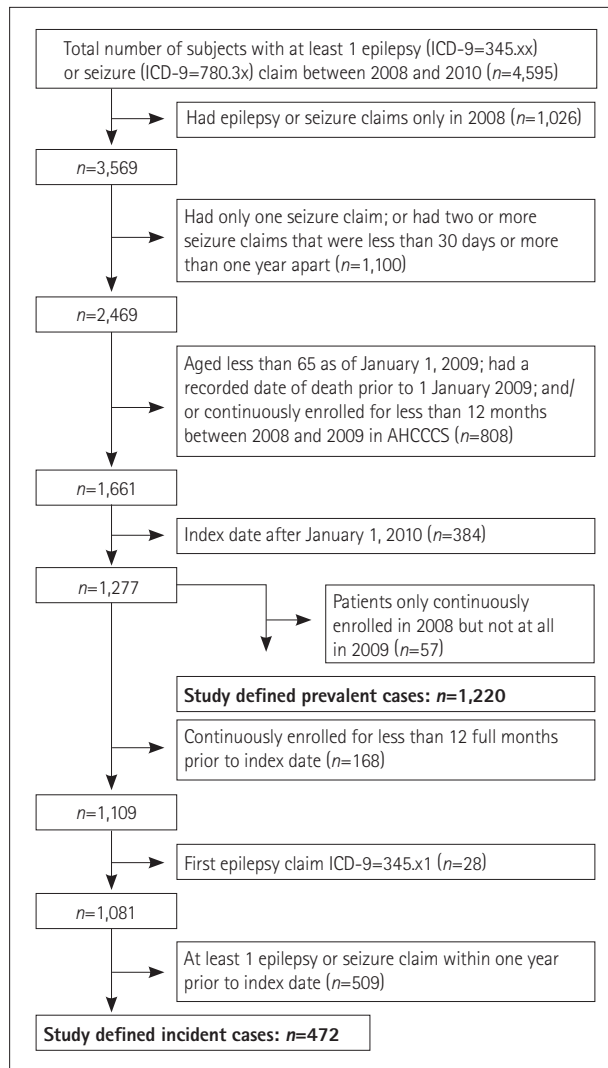 Total number of subjects with at least 1 epilepsy (ICD-9=345.xx)
or seizure (ICD-9=780.3x) claim between 2008 and 2010 (n=4,595)
Had epilepsy or seizure claims only in 2008 (n=1,026)
n=3,569
Had only one seizure claim; or had two or more
seizure claims that were less than 30 days or more
than one year apart (n=1,100)
n=2,469
Aged less than 65 as of January 1, 2009; had a
recorded date of death prior to 1 January 2009; and/
or continuously enrolled for less than 12 months
between 2008 and 2009 in AHCCCS (n=808)
n=1,661
Index date after January 1, 2010 (n=384)
n=1,277
Patients only continuously
enrolled in 2008 but not at all
in 2009 (n=57)
Study defined prevalent cases: n=1,220
Continuously enrolled for less than 12 full months
prior to index date (n=168)
n=1,109
First epilepsy claim ICD-9=345.x1 (n=28)
n=1,081
At least 1 epilepsy or seizure claim within one year
prior to index date (n=509)
Study defined incident cases: n=472